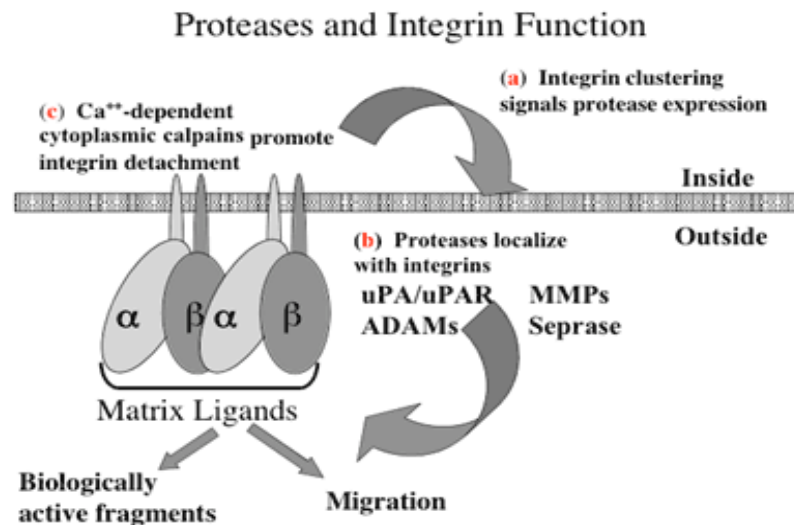 Proteases and Integrin Function
(a) Integrin clustering
signals protease expression
(c) Ca++-dependent
cytoplasmic calpains promote
integrin detachment
Inside
Outside
(b) Proteases localize
with integrins
uPA/uPAR MMPs
ADAMs Seprase
α β α β
Matrix Ligands
Biologically
active fragments
Migration